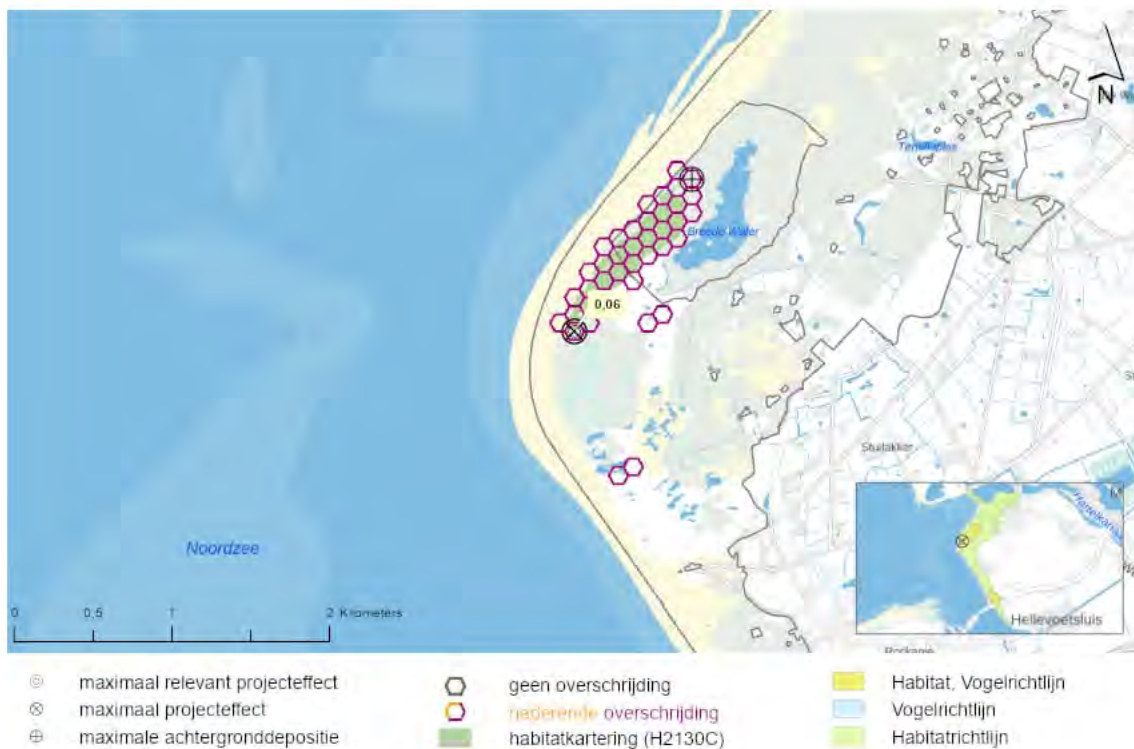 N
Tenellaplas
Breede Water
0,06
Stuifakker
Noordzee
0 0,5 1 2 Kilometers
Hartelkanaal
Hellevoetsluis
Rockanje
maximaal relevant projecteffect
maximaal projecteffect
maximale achtergronddepositie
geen overschrijding
naderende overschrijding
habitatkartering (H2130C)
Habitat, Vogelrichtlijn
Vogelrichtlijn
Habitatrichtlijn